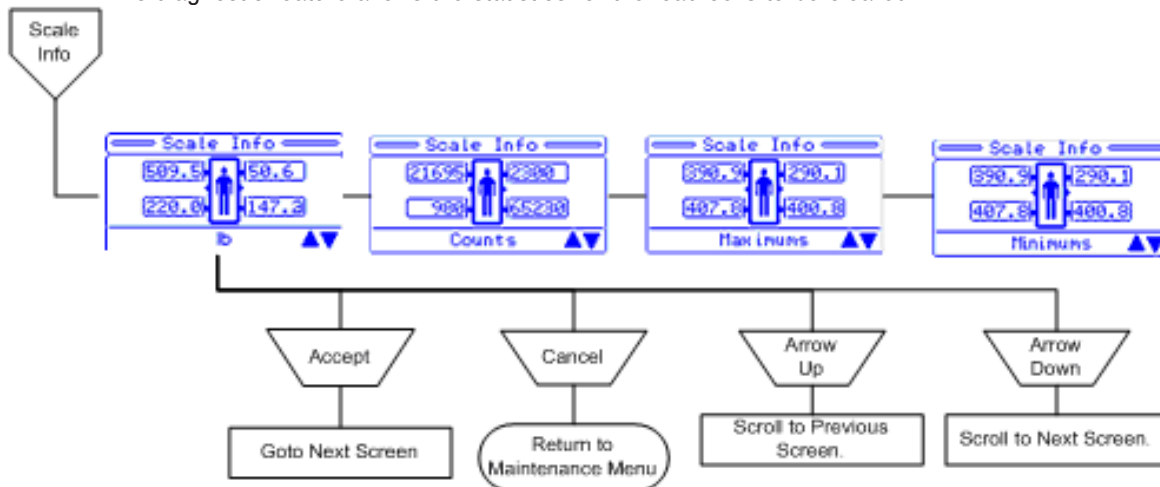 Scale
Info
Scale Info
509.5 50.6
220.0
lb
Scale Info
21695 2300
65230
Counts
Scale Info
390.9 290.1
407.8 400.8
Maximums
Scale Info
390.9 290.1
407.8 400.8
Minimums
Accept
Cancel
Arrow
Up
Arrow
Down
Goto Next Screen
Return to
Maintenance Menu
Scroll to Previous
Screen.
Scroll to Next Screen.